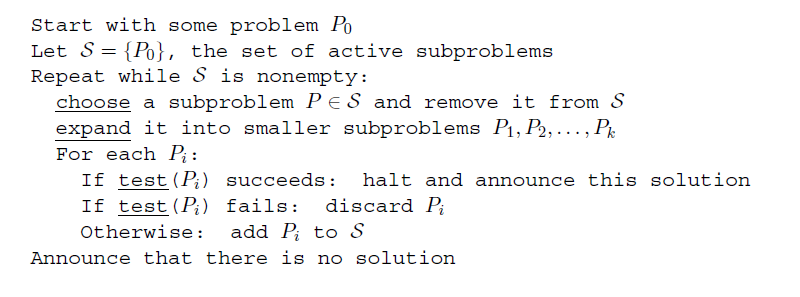 Start with some problem P₀
Let 𝒮 = {P₀}, the set of active subproblems
Repeat while 𝒮 is nonempty:
choose a subproblem P ∈ 𝒮 and remove it from 𝒮
expand it into smaller subproblems P₁, P₂, ..., Pₖ
For each Pᵢ:
If test(Pᵢ) succeeds: halt and announce this solution
If test(Pᵢ) fails: discard Pᵢ
Otherwise: add Pᵢ to 𝒮
Announce that there is no solution